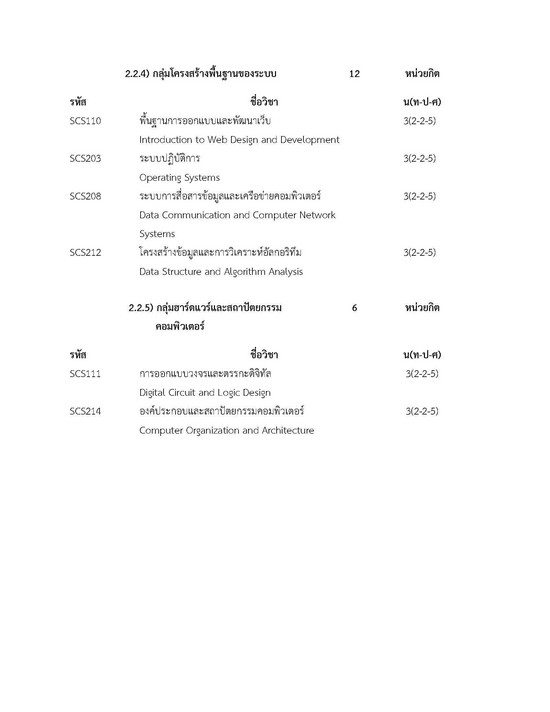 2.2.4) กลุ่มโครงสร้างพื้นฐานของระบบ 12 หน่วยกิต
รหัส ชื่อวิชา น(ท-ป-ศ)
SCS110 พื้นฐานการออกแบบและพัฒนาเว็บ 3(2-2-5)
Introduction to Web Design and Development
SCS203 ระบบปฏิบัติการ 3(2-2-5)
Operating Systems
SCS208 ระบบการสื่อสารข้อมูลและเครือข่ายคอมพิวเตอร์ 3(2-2-5)
Data Communication and Computer Network
Systems
SCS212 โครงสร้างข้อมูลและการวิเคราะห์อัลกอริทึม 3(2-2-5)
Data Structure and Algorithm Analysis
2.2.5) กลุ่มฮาร์ดแวร์และสถาปัตยกรรม 6 หน่วยกิต
คอมพิวเตอร์
รหัส ชื่อวิชา น(ท-ป-ศ)
SCS111 การออกแบบวงจรและตรรกะดิจิทัล 3(2-2-5)
Digital Circuit and Logic Design
SCS214 องค์ประกอบและสถาปัตยกรรมคอมพิวเตอร์ 3(2-2-5)
Computer Organization and Architecture